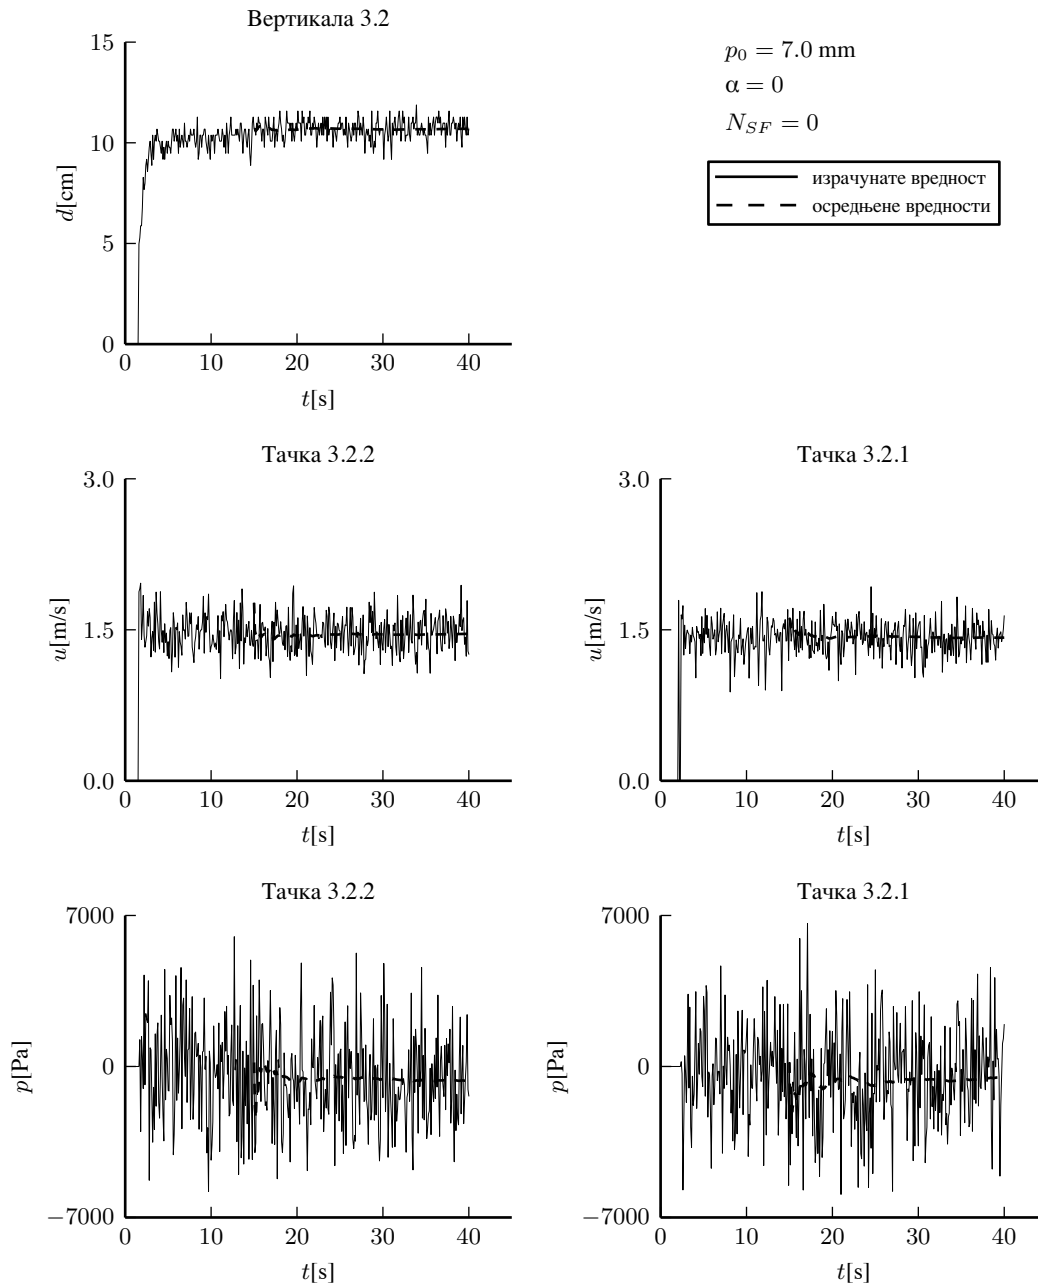 Вертикала 3.2
15
10
5
0
d[cm]
0 10 20 30 40
t[s]
p₀ = 7.0 mm
α = 0
N_SF = 0
израчунате вредност
осредњене вредности
Тачка 3.2.2
3.0
1.5
0.0
u[m/s]
0 10 20 30 40
t[s]
Тачка 3.2.1
3.0
1.5
0.0
u[m/s]
0 10 20 30 40
t[s]
Тачка 3.2.2
7000
0
−7000
p[Pa]
0 10 20 30 40
t[s]
Тачка 3.2.1
7000
0
−7000
p[Pa]
0 10 20 30 40
t[s]